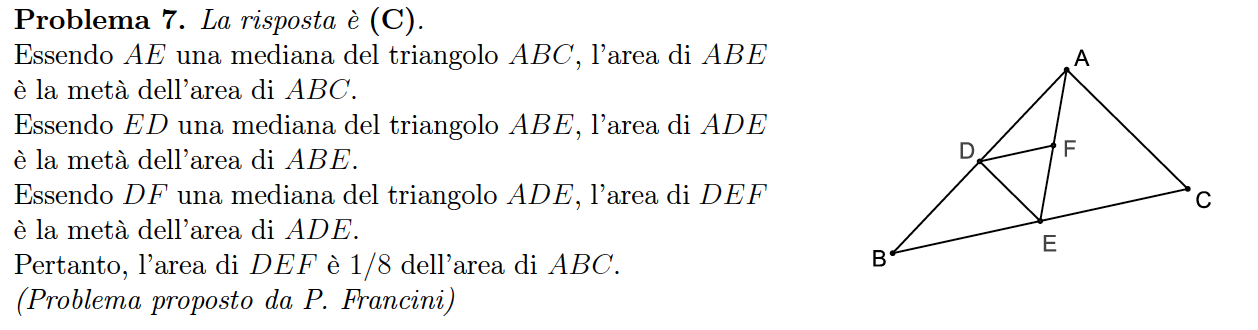 Problema 7. La risposta è (C).
Essendo AE una mediana del triangolo ABC, l'area di ABE
è la metà dell'area di ABC.
Essendo ED una mediana del triangolo ABE, l'area di ADE
è la metà dell'area di ABE.
Essendo DF una mediana del triangolo ADE, l'area di DEF
è la metà dell'area di ADE.
Pertanto, l'area di DEF è 1/8 dell'area di ABC.
(Problema proposto da P. Francini)
A
D
F
C
E
B